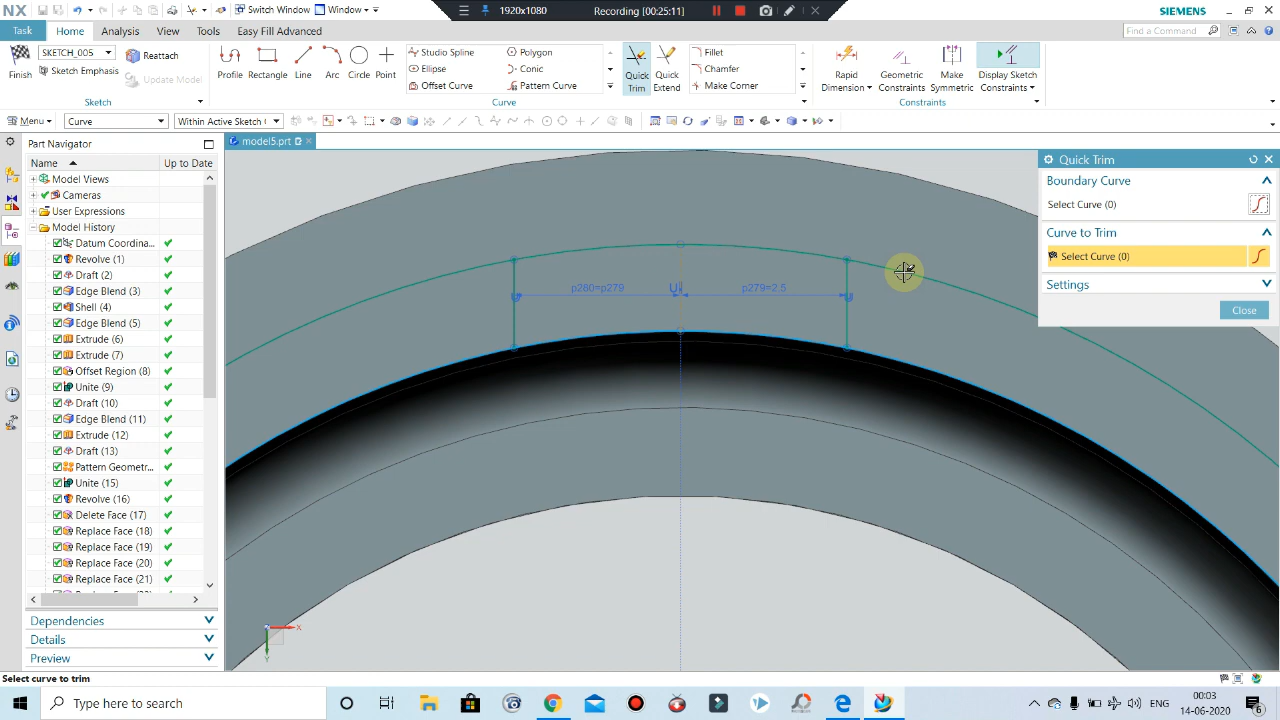 NX
Switch Window
Window
1920x1080
Recording [00:25:11]
SIEMENS
Task
Home
Analysis
View
Tools
Easy Fill Advanced
Find a Command
Finish
SKETCH_005
Reattach
Sketch Emphasis
Update Model
Sketch
Profile
Rectangle
Line
Arc
Circle
Point
Studio Spline
Polygon
Ellipse
Conic
Offset Curve
Pattern Curve
Curve
Quick Trim
Quick Extend
Fillet
Chamfer
Make Corner
Rapid Dimension
Geometric Constraints
Make Symmetric
Display Sketch Constraints
Constraints
Menu
Curve
Within Active Sketch
Part Navigator
Name
Up to Date
Model Views
Cameras
User Expressions
Model History
Datum Coordina...
Revolve (1)
Draft (2)
Edge Blend (3)
Shell (4)
Edge Blend (5)
Extrude (6)
Extrude (7)
Offset Region (8)
Unite (9)
Draft (10)
Edge Blend (11)
Extrude (12)
Draft (13)
Pattern Geomet...
Unite (15)
Revolve (16)
Delete Face (17)
Replace Face (18)
Replace Face (19)
Replace Face (20)
Replace Face (21)
Dependencies
Details
Preview
model5.prt
p280=p279
p279=2.5
X
Y
Quick Trim
Boundary Curve
Select Curve (0)
Curve to Trim
Select Curve (0)
Settings
Close
Select curve to trim
Type here to search
ENG
00:03
14-06-2020
6